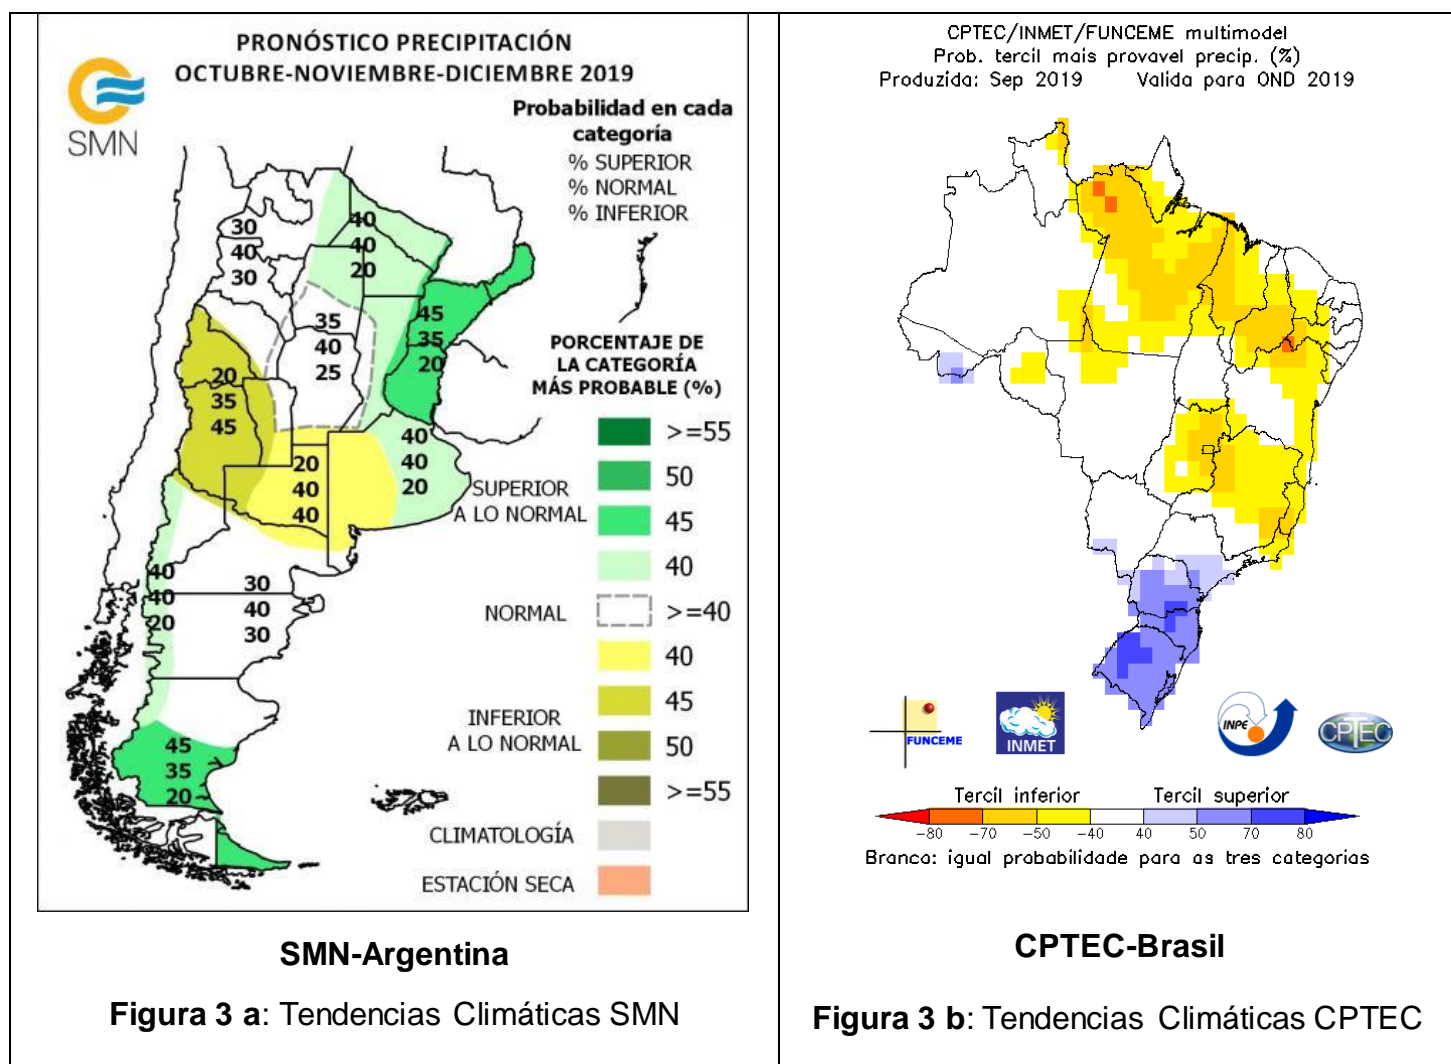 PRONÓSTICO PRECIPITACIÓN
OCTUBRE-NOVIEMBRE-DICIEMBRE 2019
SMN
Probabilidad en cada
categoría
% SUPERIOR
% NORMAL
% INFERIOR
30
40
30
40
40
20
35
40
25
45
35
20
20
35
45
20
40
40
40
40
20
40
40
20
30
40
30
45
35
20
PORCENTAJE DE
LA CATEGORÍA
MÁS PROBABLE (%)
SUPERIOR
A LO NORMAL
>=55
50
45
40
NORMAL
>=40
INFERIOR
A LO NORMAL
40
45
50
>=55
CLIMATOLOGÍA
ESTACIÓN SECA
SMN-Argentina
Figura 3 a: Tendencias Climáticas SMN
CPTEC/INMET/FUNCEME multimodel
Prob. tercil mais provavel precip. (%)
Produzida: Sep 2019 Valida para OND 2019
FUNCEME
INMET
INPE
CPTEC
Tercil inferior Tercil superior
-80 -70 -50 -40 40 50 70 80
Branca: igual probabilidade para as tres categorias
CPTEC-Brasil
Figura 3 b: Tendencias Climáticas CPTEC